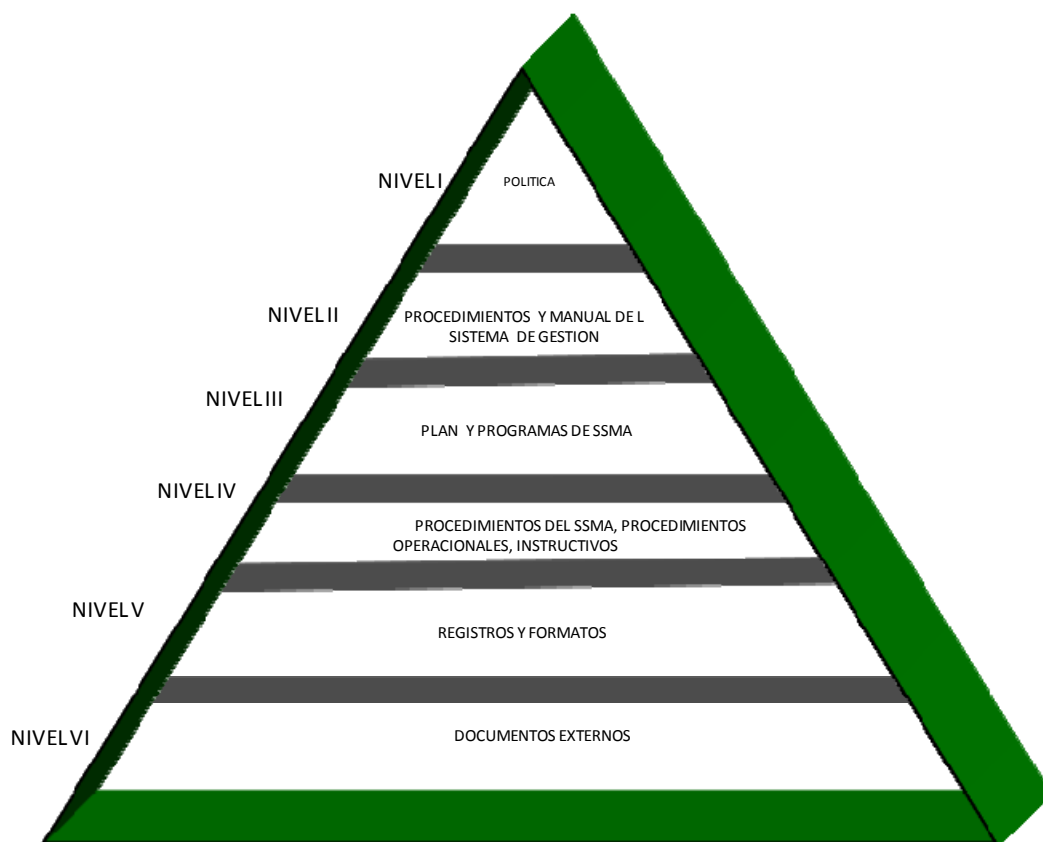 NIVEL I
POLITICA
NIVEL II
PROCEDIMIENTOS Y MANUAL DE L
SISTEMA DE GESTION
NIVEL III
PLAN Y PROGRAMAS DE SSMA
NIVEL IV
PROCEDIMIENTOS DEL SSMA, PROCEDIMIENTOS
OPERACIONALES, INSTRUCTIVOS
NIVEL V
REGISTROS Y FORMATOS
NIVEL VI
DOCUMENTOS EXTERNOS